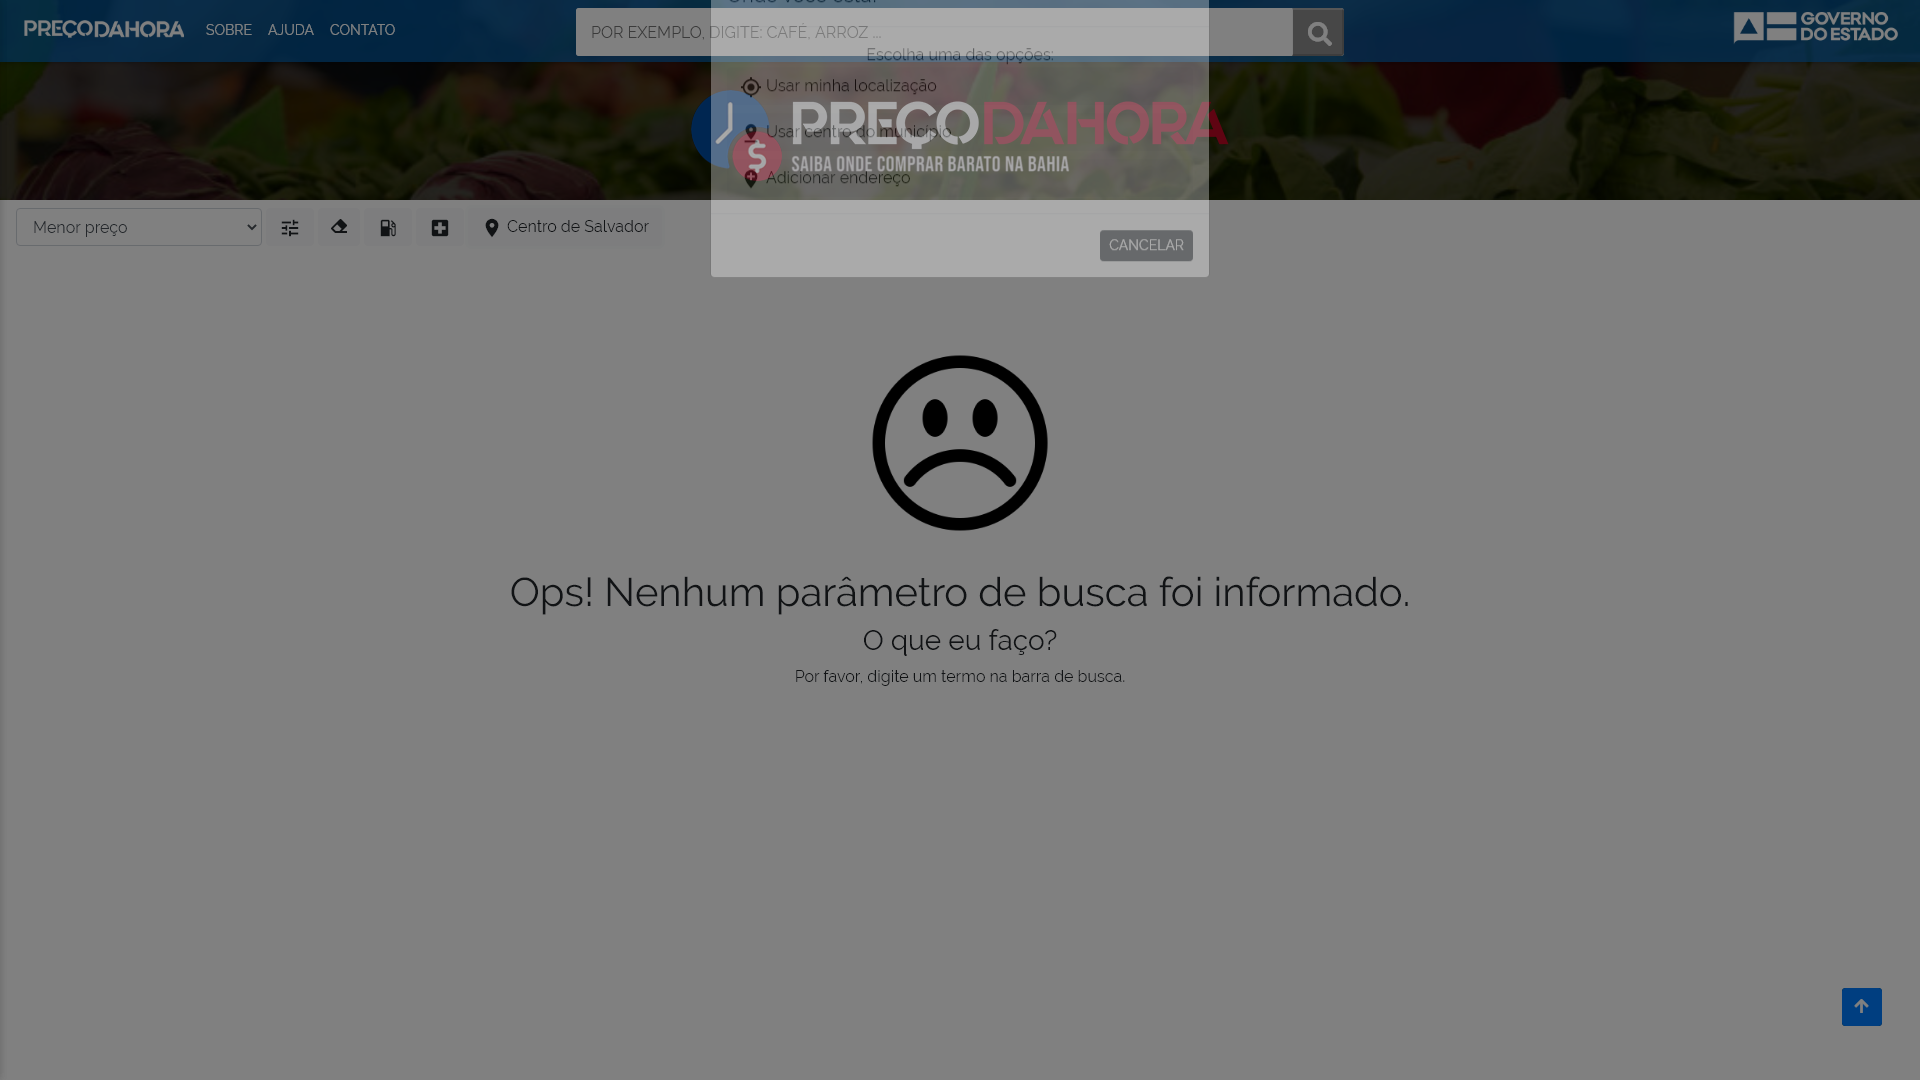 PREÇODAHORA
SOBRE
AJUDA
CONTATO
POR EXEMPLO, DIGITE: CAFÉ, ARROZ ...
GOVERNO
DO ESTADO
Onde você está?
Escolha uma das opções:
Usar minha localização
Usar centro do município
Adicionar endereço
PREÇODAHORA
SAIBA ONDE COMPRAR BARATO NA BAHIA
CANCELAR
Menor preço
Centro de Salvador
Ops! Nenhum parâmetro de busca foi informado.
O que eu faço?
Por favor, digite um termo na barra de busca.